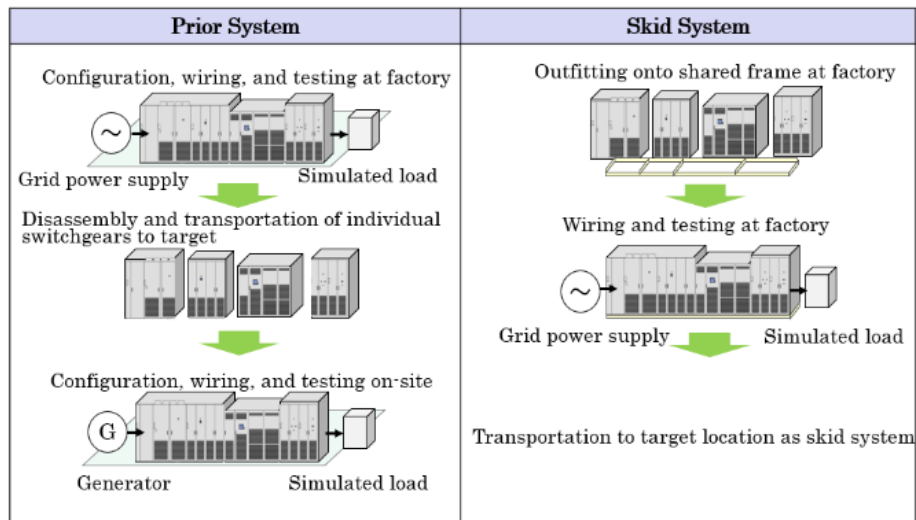 Prior System
Configuration, wiring, and testing at factory
~
Grid power supply
Simulated load
Disassembly and transportation of individual
switchgears to target
Configuration, wiring, and testing on-site
G
Generator
Simulated load
Skid System
Outfitting onto shared frame at factory
Wiring and testing at factory
~
Grid power supply
Simulated load
Transportation to target location as skid system